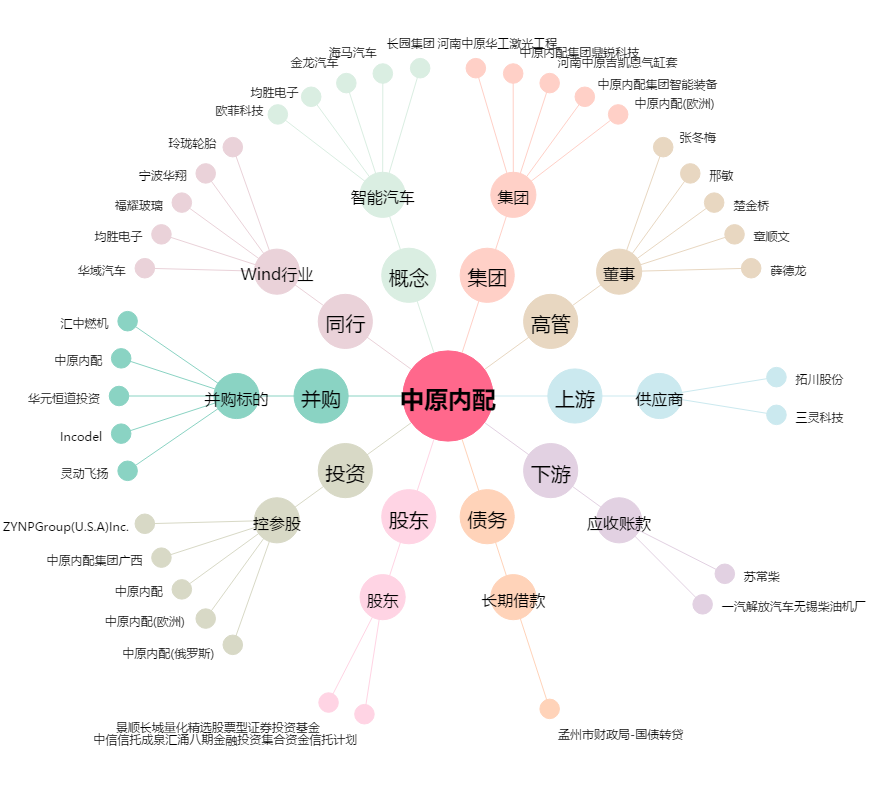 长园集团
河南中原华工激光工程
海马汽车
中原内配集团鼎锐科技
金龙汽车
河南中原吉凯恩气缸套
均胜电子
中原内配集团智能装备
欧菲科技
中原内配(欧洲)
玲珑轮胎
张冬梅
宁波华翔
邢敏
智能汽车
集团
福耀玻璃
楚金桥
均胜电子
章顺文
华域汽车
Wind行业
概念
集团
董事
薛德龙
汇中燃机
同行
高管
中原内配
拓川股份
华元恒道投资
并购标的
并购
中原内配
上游
供应商
三灵科技
Incodel
灵动飞扬
投资
下游
ZYNPGroup(U.S.A)Inc.
控参股
股东
债务
应收账款
中原内配集团广西
苏常柴
中原内配
股东
长期借款
一汽解放汽车无锡柴油机厂
中原内配(欧洲)
中原内配(俄罗斯)
景顺长城量化精选股票型证券投资基金
中信信托成泉汇涌八期金融投资集合资金信托计划
孟州市财政局-国债转贷